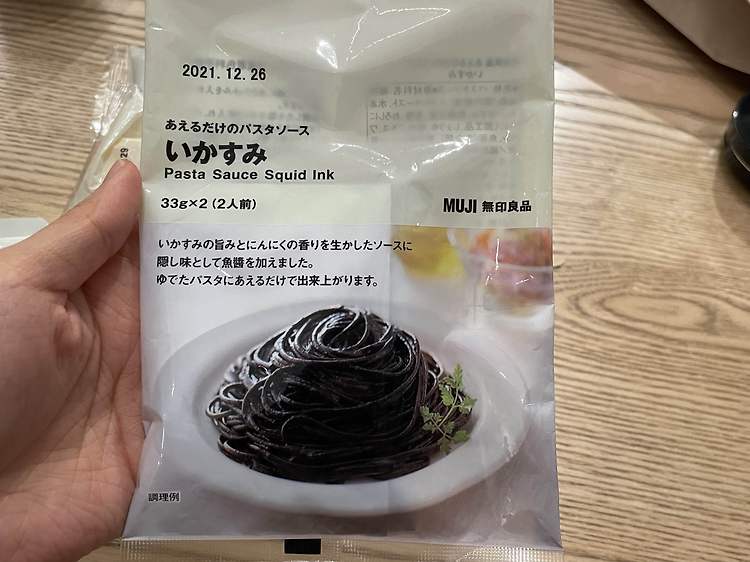 2021.12.26
あえるだけのパスタソース
いかすみ
Pasta Sauce Squid Ink
33g×2(2人前)
MUJI 無印良品
いかすみの旨みとにんにくの香りを生かしたソースに
隠し味として魚醬を加えました。
ゆでたパスタにあえるだけで出来上がります。
調理例
29